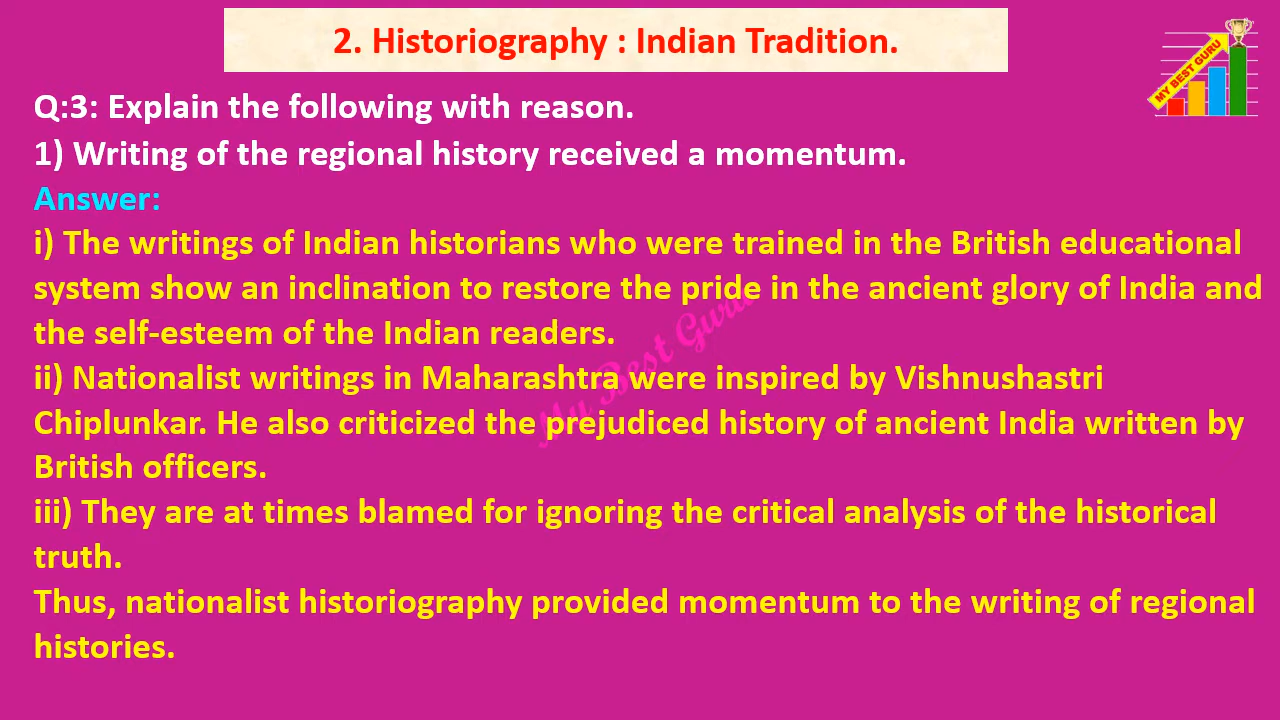 2. Historiography : Indian Tradition.
MY BEST GURU
Q:3: Explain the following with reason.
1) Writing of the regional history received a momentum.
Answer:
i) The writings of Indian historians who were trained in the British educational
system show an inclination to restore the pride in the ancient glory of India and
the self-esteem of the Indian readers.
ii) Nationalist writings in Maharashtra were inspired by Vishnushastri
Chiplunkar. He also criticized the prejudiced history of ancient India written by
British officers.
iii) They are at times blamed for ignoring the critical analysis of the historical
truth.
Thus, nationalist historiography provided momentum to the writing of regional
histories.
My Best Guru